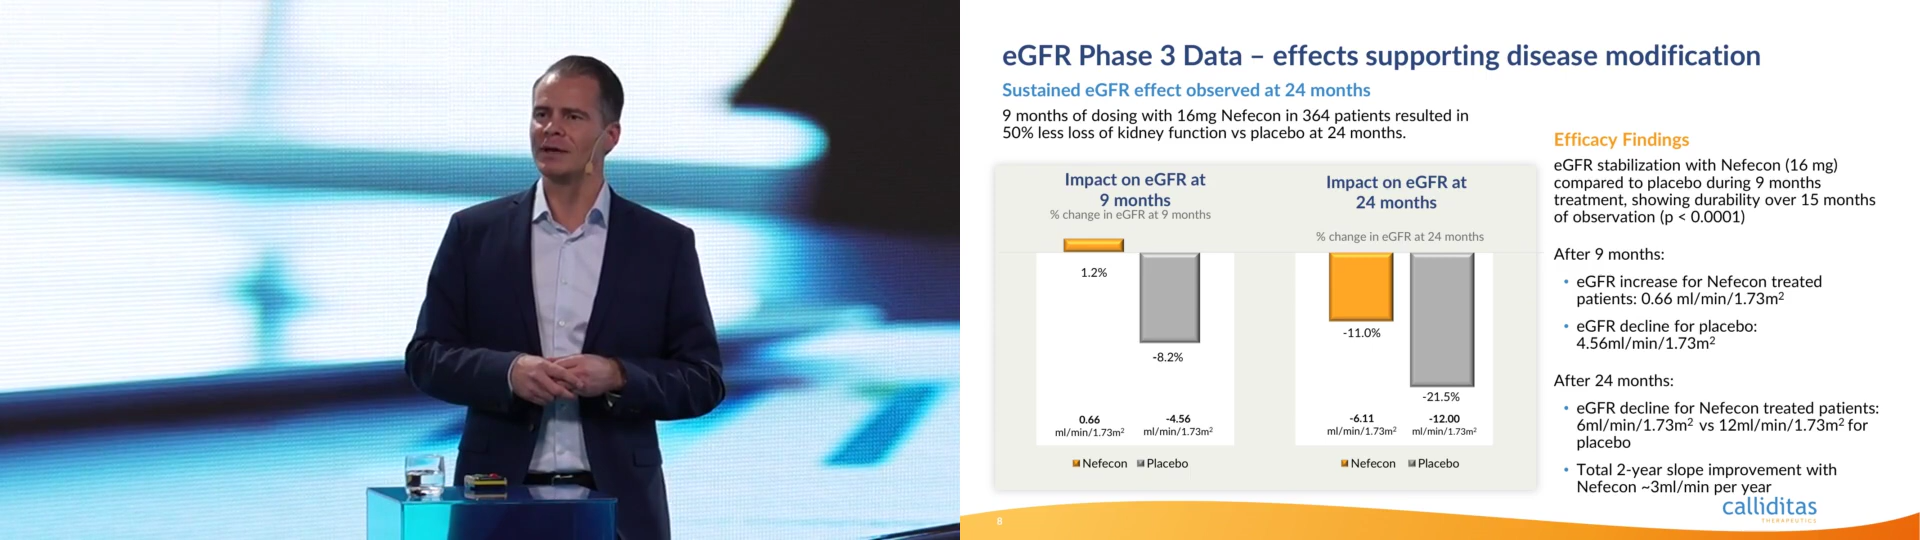 eGFR Phase 3 Data – effects supporting disease modification
Sustained eGFR effect observed at 24 months
9 months of dosing with 16mg Nefecon in 364 patients resulted in
50% less loss of kidney function vs placebo at 24 months.
Impact on eGFR at
9 months
% change in eGFR at 9 months
1.2%
-8.2%
0.66
ml/min/1.73m²
-4.56
ml/min/1.73m²
Nefecon Placebo
Impact on eGFR at
24 months
% change in eGFR at 24 months
-11.0%
-21.5%
-6.11
ml/min/1.73m²
-12.00
ml/min/1.73m²
Nefecon Placebo
Efficacy Findings
eGFR stabilization with Nefecon (16 mg)
compared to placebo during 9 months
treatment, showing durability over 15 months
of observation (p < 0.0001)
After 9 months:
• eGFR increase for Nefecon treated
patients: 0.66 ml/min/1.73m²
• eGFR decline for placebo:
4.56ml/min/1.73m²
After 24 months:
• eGFR decline for Nefecon treated patients:
6ml/min/1.73m² vs 12ml/min/1.73m² for
placebo
• Total 2-year slope improvement with
Nefecon ~3ml/min per year
calliditas
THERAPEUTICS
8